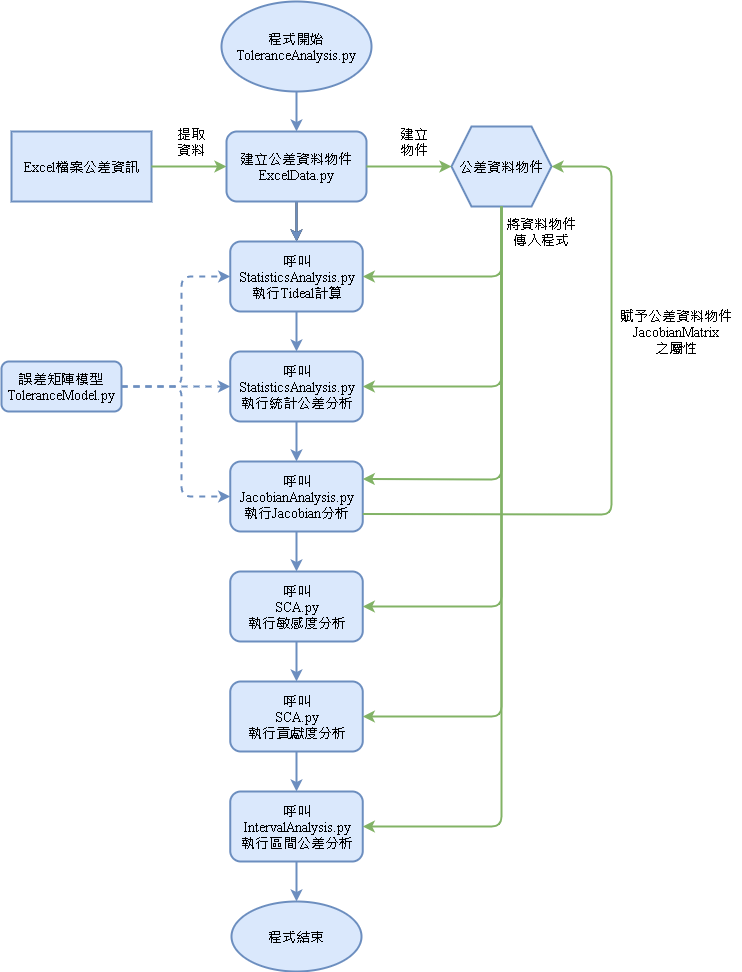 程式開始
ToleranceAnalysis.py
Excel檔案公差資訊
提取
資料
建立公差資料物件
ExcelData.py
建立
物件
公差資料物件
將資料物件
傳入程式
呼叫
StatisticsAnalysis.py
執行Tideal計算
賦予公差資料物件
JacobianMatrix
之屬性
誤差矩陣模型
ToleranceModel.py
呼叫
StatisticsAnalysis.py
執行統計公差分析
呼叫
JacobianAnalysis.py
執行Jacobian分析
呼叫
SCA.py
執行敏感度分析
呼叫
SCA.py
執行貢獻度分析
呼叫
IntervalAnalysis.py
執行區間公差分析
程式結束